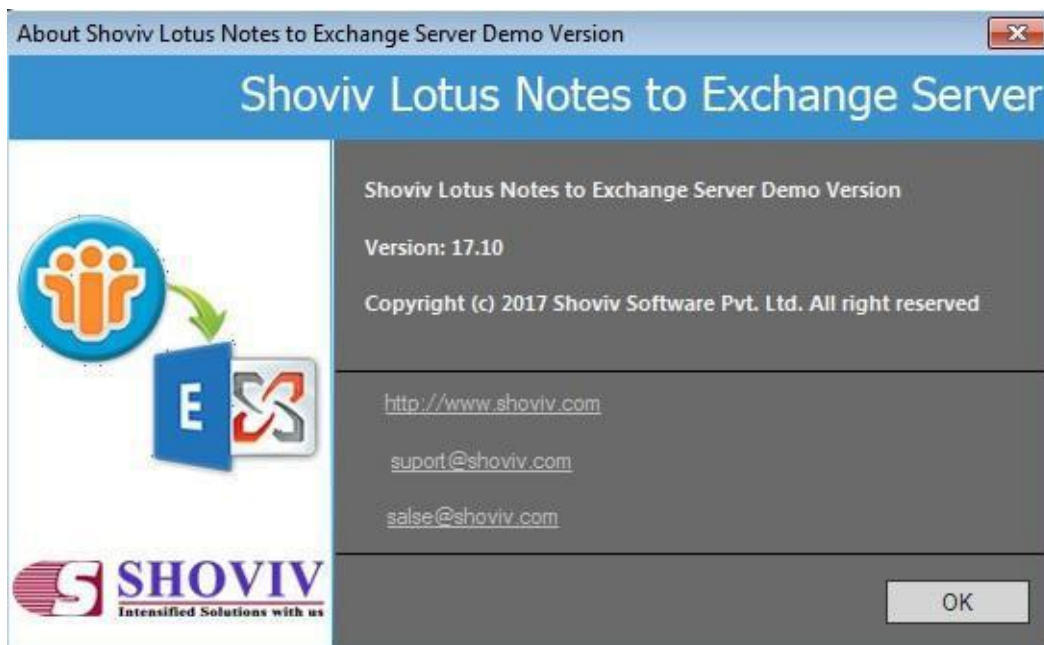 About Shoviv Lotus Notes to Exchange Server Demo Version
Shoviv Lotus Notes to Exchange Server
Shoviv Lotus Notes to Exchange Server Demo Version
Version: 17.10
Copyright (c) 2017 Shoviv Software Pvt. Ltd. All right reserved
E
http://www.shoviv.com
suport@shoviv.com
salse@shoviv.com
S SHOVIV
Intensified Solutions with us
OK